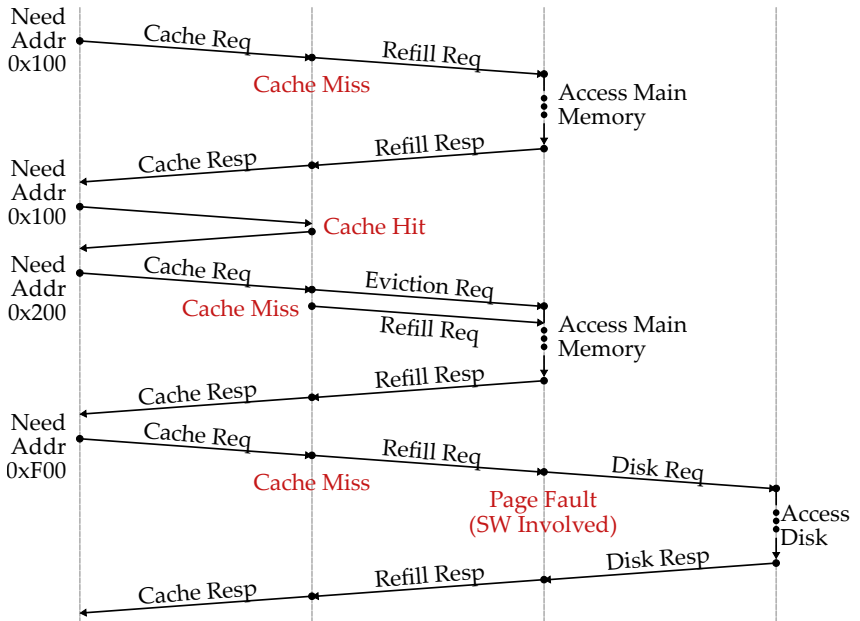 Need
Addr
0x100
Cache Req
Refill Req
Cache Miss
Access Main
Memory
Refill Resp
Cache Resp
Need
Addr
0x100
Cache Hit
Need
Addr
0x200
Cache Req
Eviction Req
Cache Miss
Refill Req
Access Main
Memory
Refill Resp
Cache Resp
Need
Addr
0xF00
Cache Req
Refill Req
Disk Req
Cache Miss
Page Fault
(SW Involved)
Access
Disk
Disk Resp
Refill Resp
Cache Resp